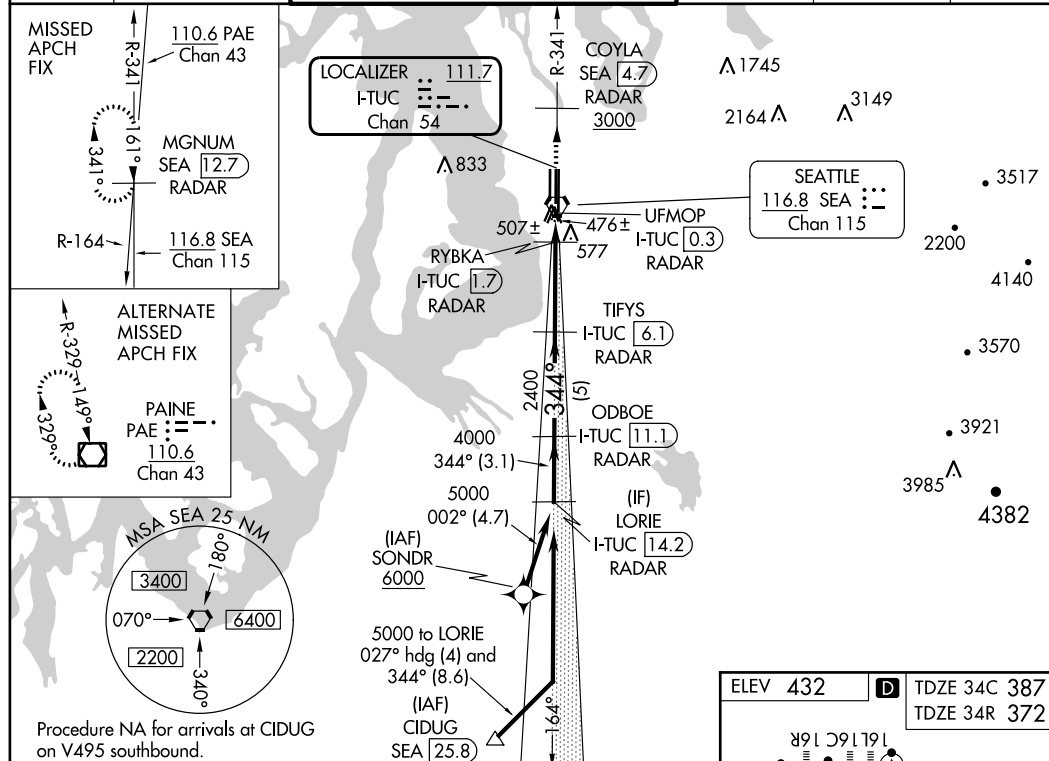 MISSED
APCH
FIX
R-341
110.6 PAE
Chan 43
161°
341°
MGNUM
SEA 12.7
RADAR
R-164
116.8 SEA
Chan 115
ALTERNATE
MISSED
APCH FIX
R-329
149°
329°
PAINE
PAE
110.6
Chan 43
MSA SEA 25 NM
180°
3400
070°
6400
2200
340°
Procedure NA for arrivals at CIDUG
on V495 southbound.
LOCALIZER 111.7
I-TUC
Chan 54
R-341
COYLA
SEA 4.7
RADAR
3000
1745
2164
3149
833
SEATTLE
116.8 SEA
Chan 115
3517
2200
4140
507±
476±
577
UFMOP
I-TUC 0.3
RADAR
RYBKA
I-TUC 1.7
RADAR
TIFYS
I-TUC 6.1
RADAR
3570
2400
344°
(5)
ODBOE
I-TUC 11.1
RADAR
3921
3985
4382
4000
344° (3.1)
5000
002° (4.7)
(IF)
LORIE
I-TUC 14.2
RADAR
(IAF)
SONDR
6000
5000 to LORIE
027° hdg (4) and
344° (8.6)
(IAF)
CIDUG
SEA 25.8
164°
ELEV 432
D
TDZE 34C 387
TDZE 34R 372
16R
16C
16L